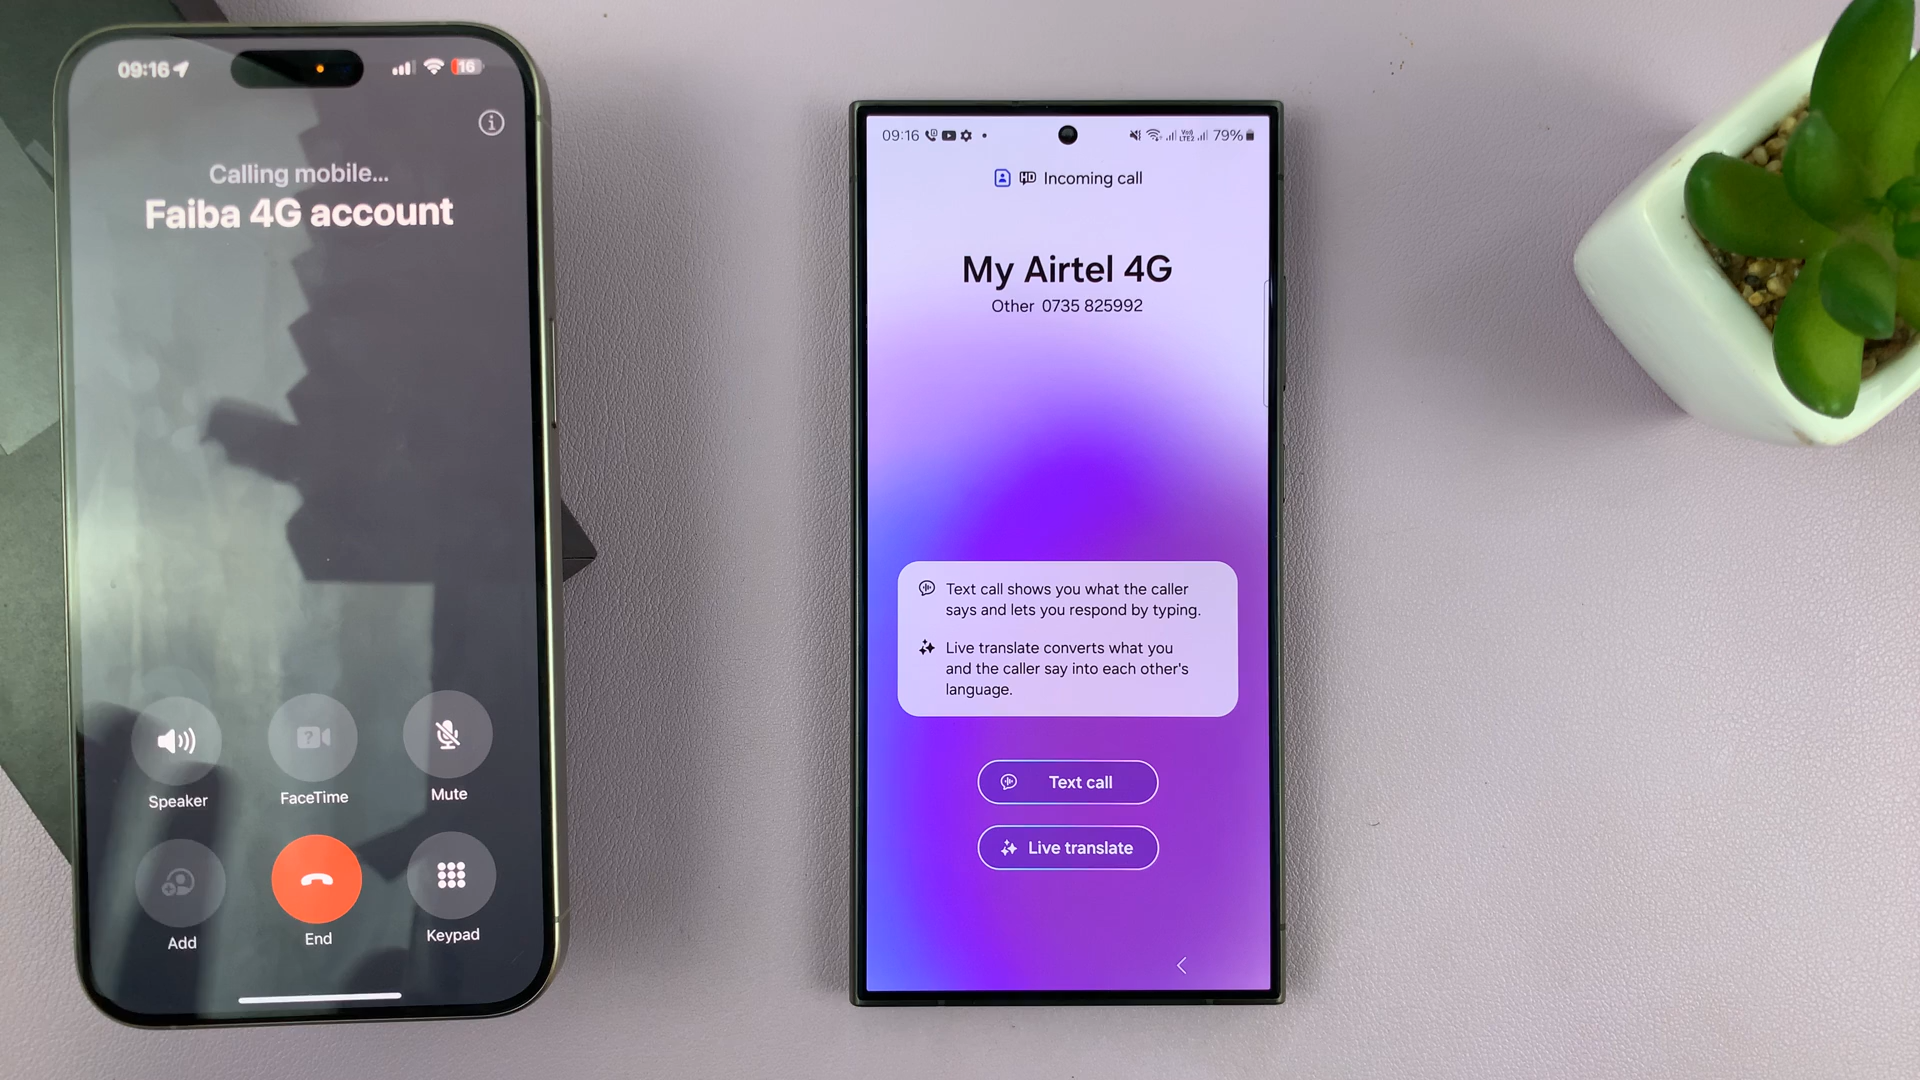 09:16
16
Calling mobile...
Faiba 4G account
Speaker
FaceTime
Mute
Add
End
Keypad
09:16
79%
HD Incoming call
My Airtel 4G
Other 0735 825992
Text call shows you what the caller
says and lets you respond by typing.
Live translate converts what you
and the caller say into each other's
language.
Text call
Live translate